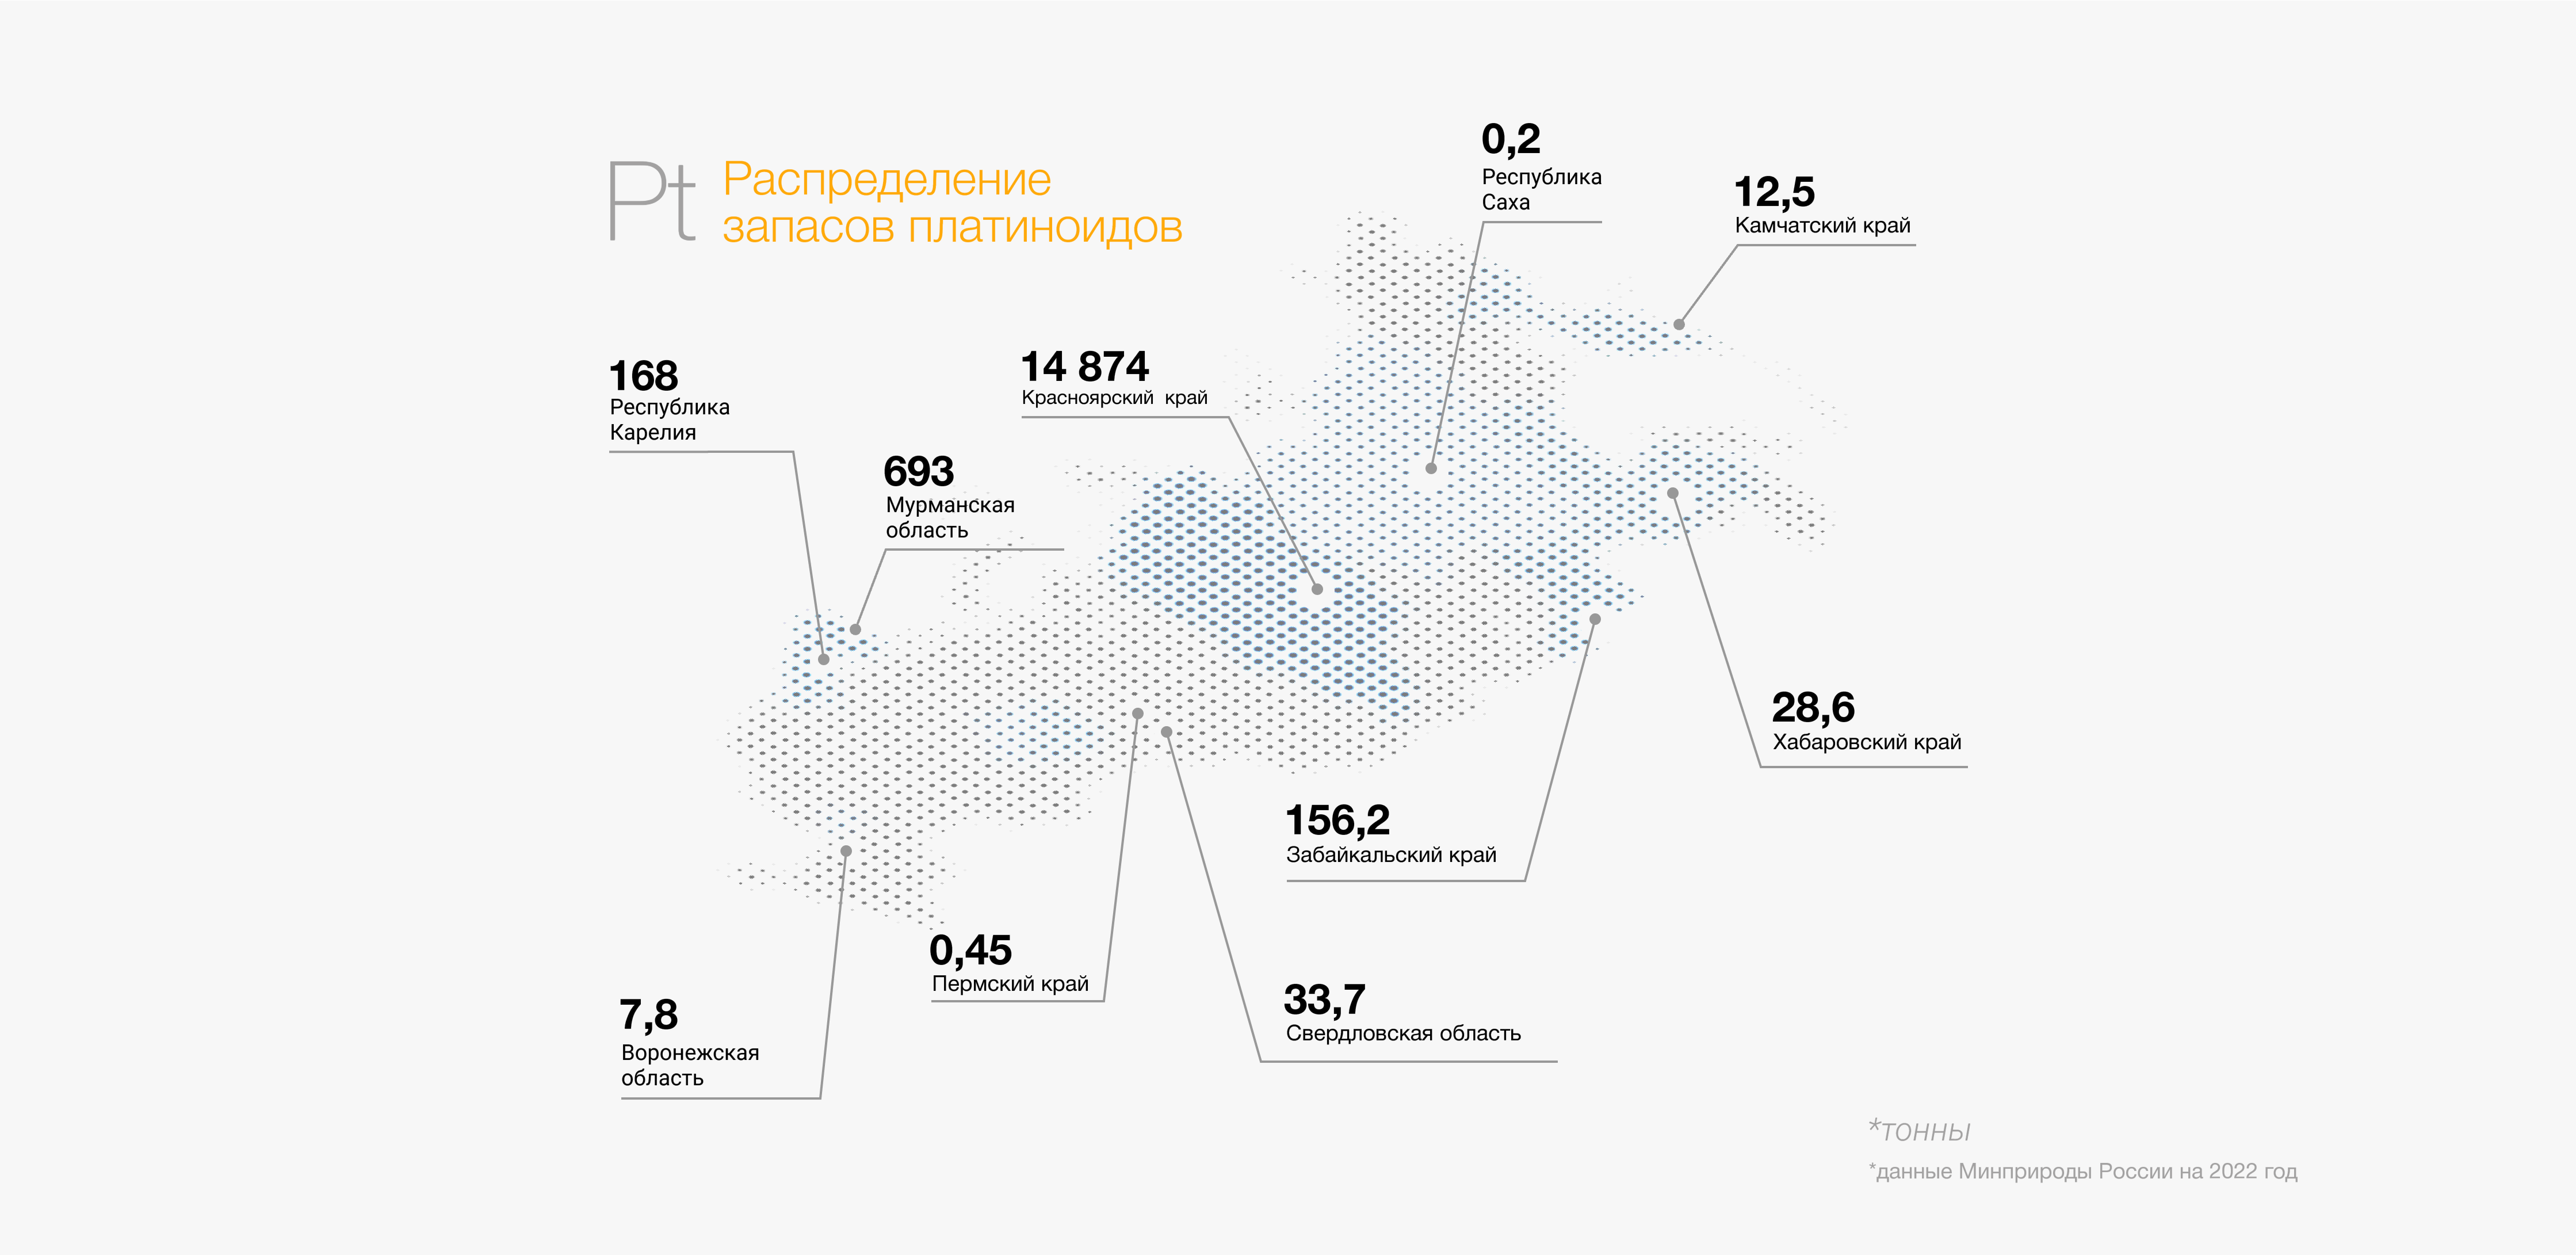 Pt
Распределение
запасов платиноидов
0,2
Республика
Саха
12,5
Камчатский край
168
Республика
Карелия
14 874
Красноярский край
693
Мурманская
область
28,6
Хабаровский край
156,2
Забайкальский край
0,45
Пермский край
33,7
Свердловская область
7,8
Воронежская
область
*тонны
*данные Минприроды России на 2022 год